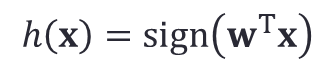 h(x) = sign(wᵀx)